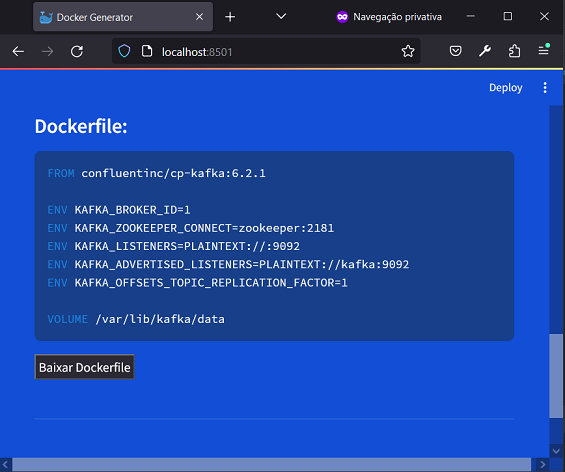 Docker Generator
Navegação privativa
localhost:8501
Deploy
Dockerfile:
FROM confluentinc/cp-kafka:6.2.1
ENV KAFKA_BROKER_ID=1
ENV KAFKA_ZOOKEEPER_CONNECT=zookeeper:2181
ENV KAFKA_LISTENERS=PLAINTEXT://:9092
ENV KAFKA_ADVERTISED_LISTENERS=PLAINTEXT://kafka:9092
ENV KAFKA_OFFSETS_TOPIC_REPLICATION_FACTOR=1
VOLUME /var/lib/kafka/data
Baixar Dockerfile